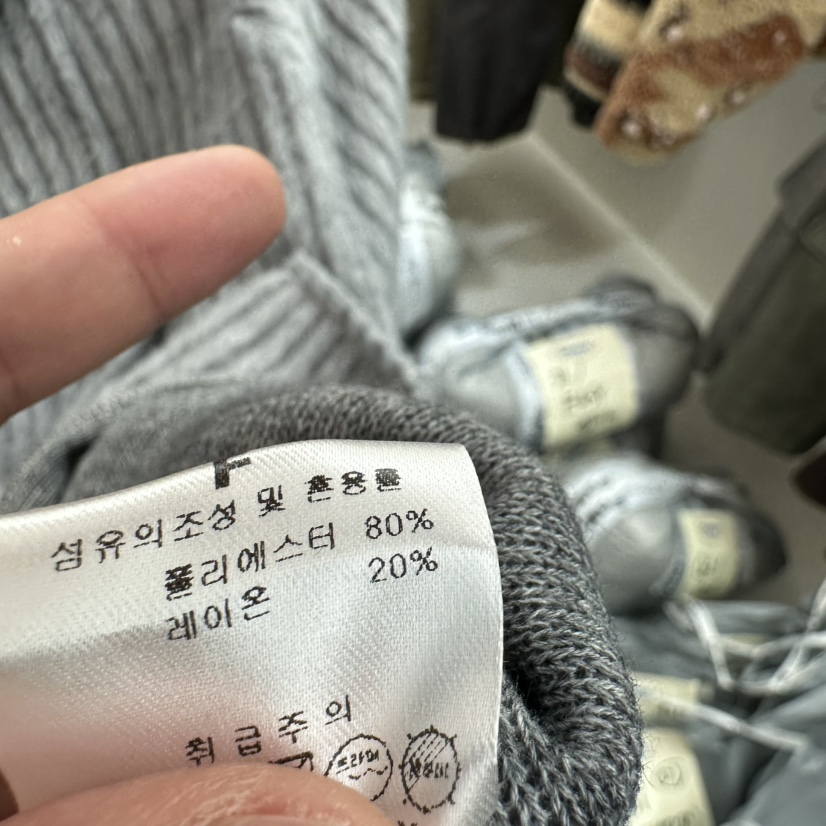 섬유의조성 및 혼용률
폴리에스터 80%
레이온 20%
취급주의
드라이